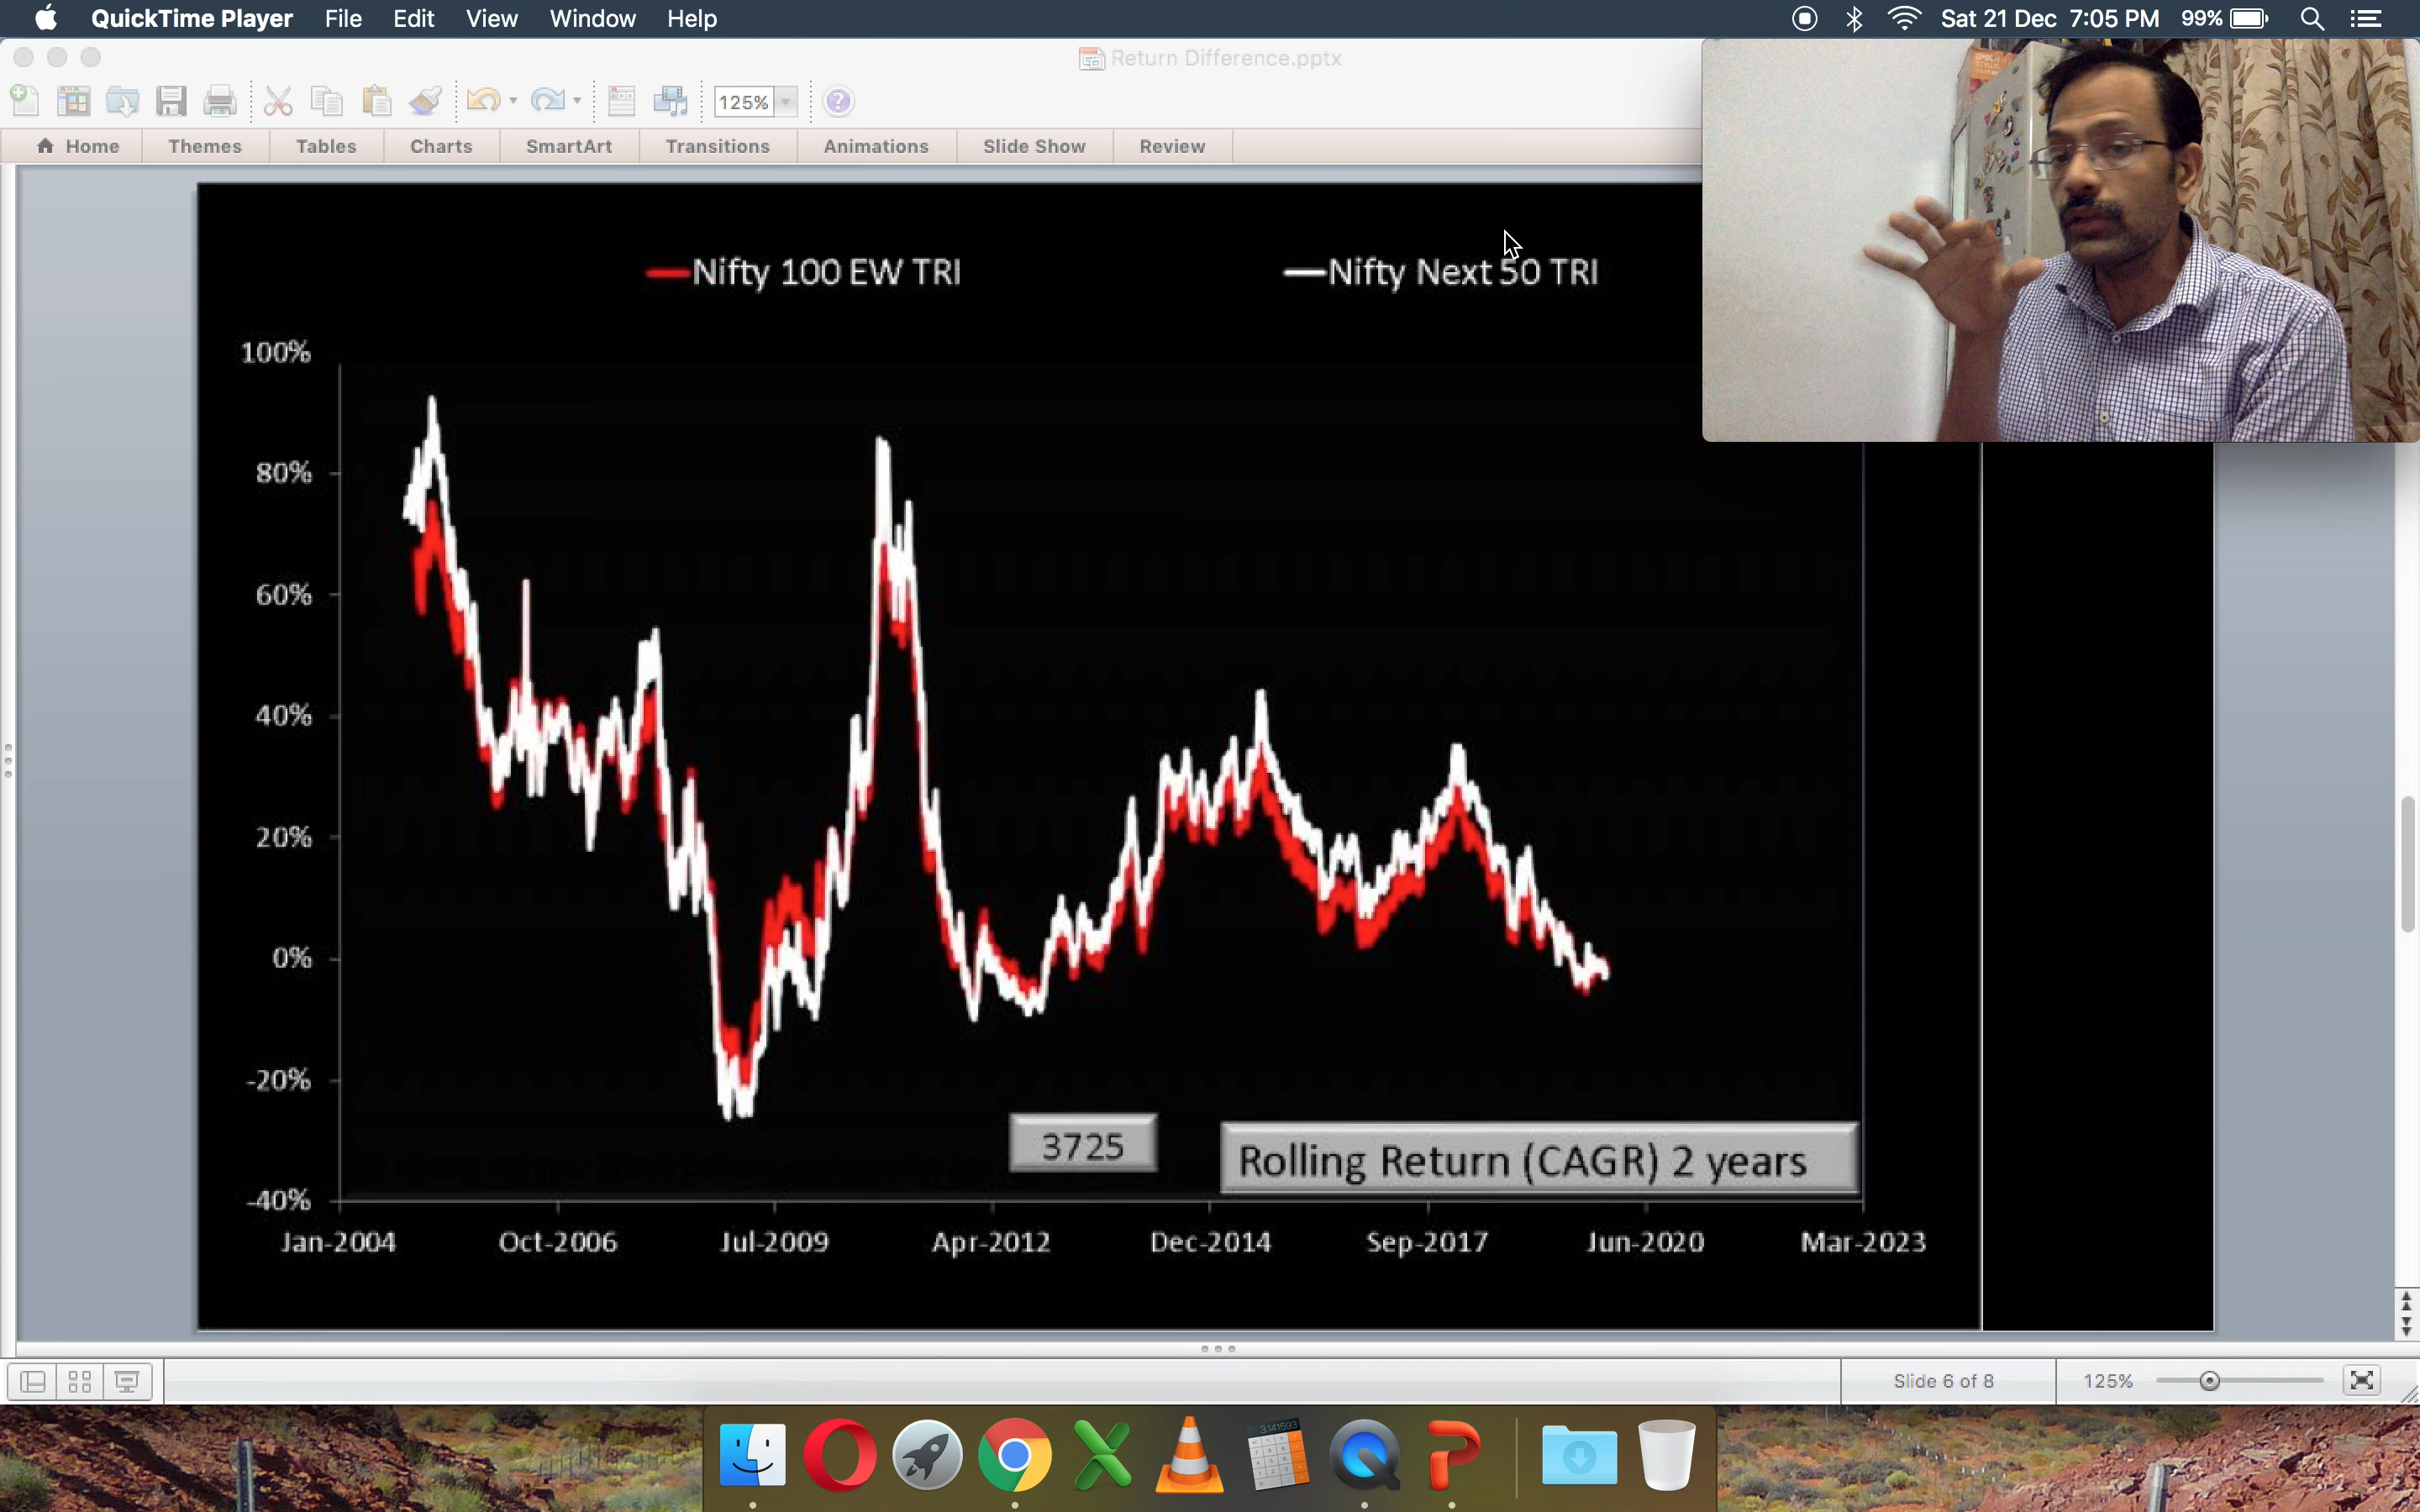 QuickTime Player File Edit View Window Help Sat 21 Dec 7:05 PM 99%
Return Difference.pptx
125% ?
Home Themes Tables Charts SmartArt Transitions Animations Slide Show Review
Nifty 100 EW TRI Nifty Next 50 TRI
100%
80%
60%
40%
20%
0%
-20%
-40%
3725
Rolling Return (CAGR) 2 years
Jan-2004 Oct-2006 Jul-2009 Apr-2012 Dec-2014 Sep-2017 Jun-2020 Mar-2023
Slide 6 of 8 125%
3.141593